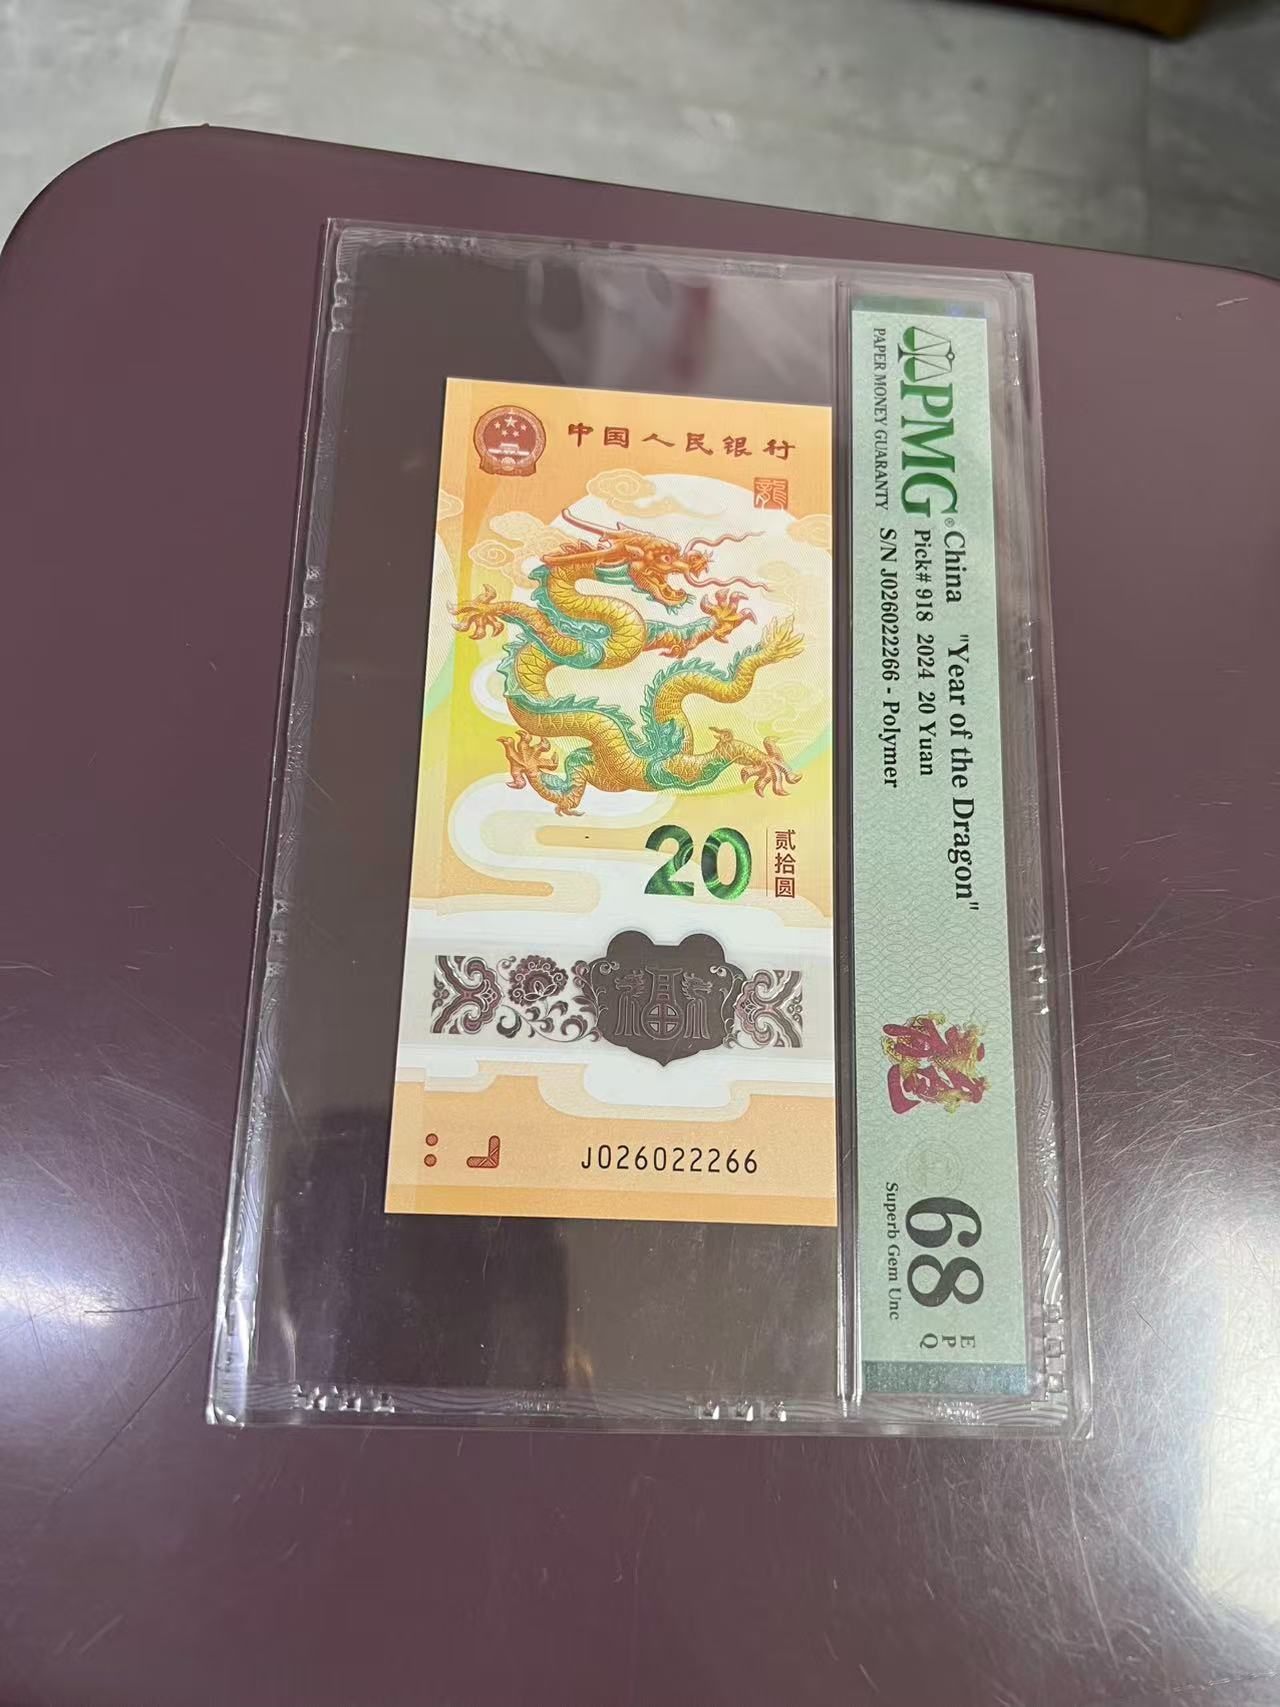 中国人民银行
龍
20
贰拾圆
J026022266
PMG®
PAPER MONEY GUARANTY
China "Year of the Dragon"
Pick# 918 2024 20 Yuan
S/N J026022266 - Polymer
68
EPQ
Superb Gem Unc